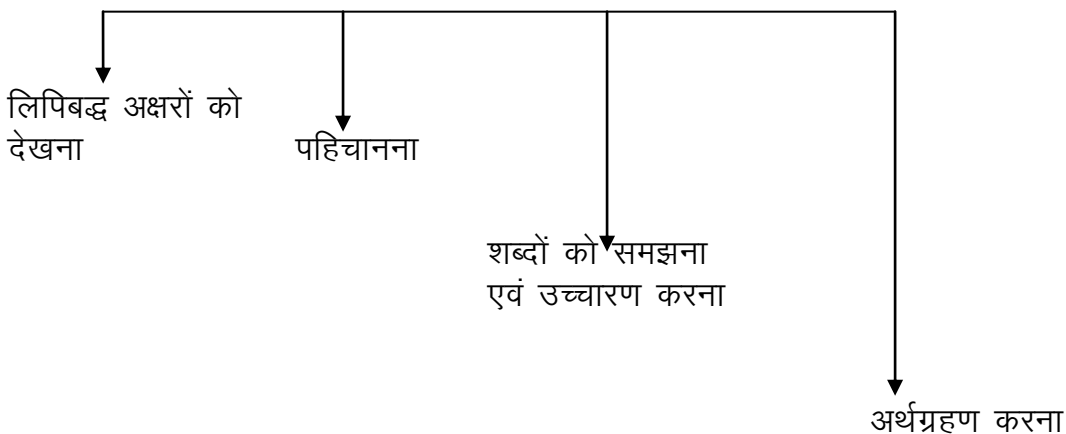 लिपिबद्ध अक्षरों को
देखना
पहिचानना
शब्दों को समझना
एवं उच्चारण करना
अर्थग्रहण करना